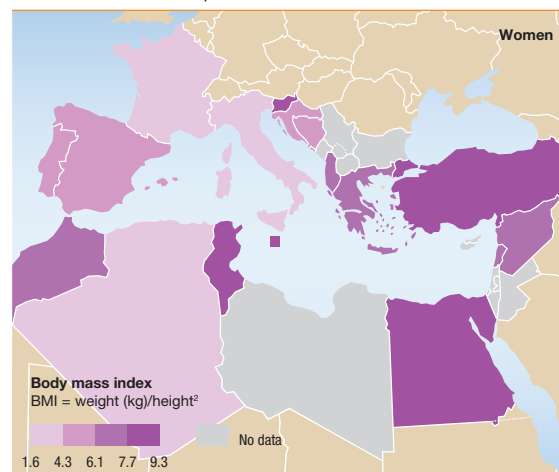 Women
Body mass index
BMI = weight (kg)/height²
No data
1.6 4.3 6.1 7.7 9.3